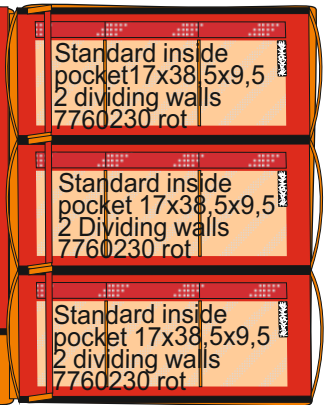 Standard inside
pocket17x38,5x9,5
2 dividing walls
7760230 rot
Standard inside
pocket 17x38,5x9,5
2 Dividing walls
7760230 rot
Standard inside
pocket 17x38,5x9,5
2 dividing walls
7760230 rot